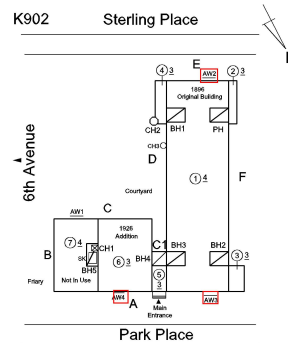 K902 Sterling Place
E
④ 3 AW2 ② 3
1896
Original Building
CH2 BH1 PH
CH3
D
6th Avenue
① 4 F
Courtyard
AW1 C
1926
Addition
⑦ 4 CH1 C1
B SK ⑥ 3 BH4 BH3 BH2
BH5 ⑤ ③ 3
Friary Not In Use 3
AW4 A AW3
Main
Entrance
Park Place